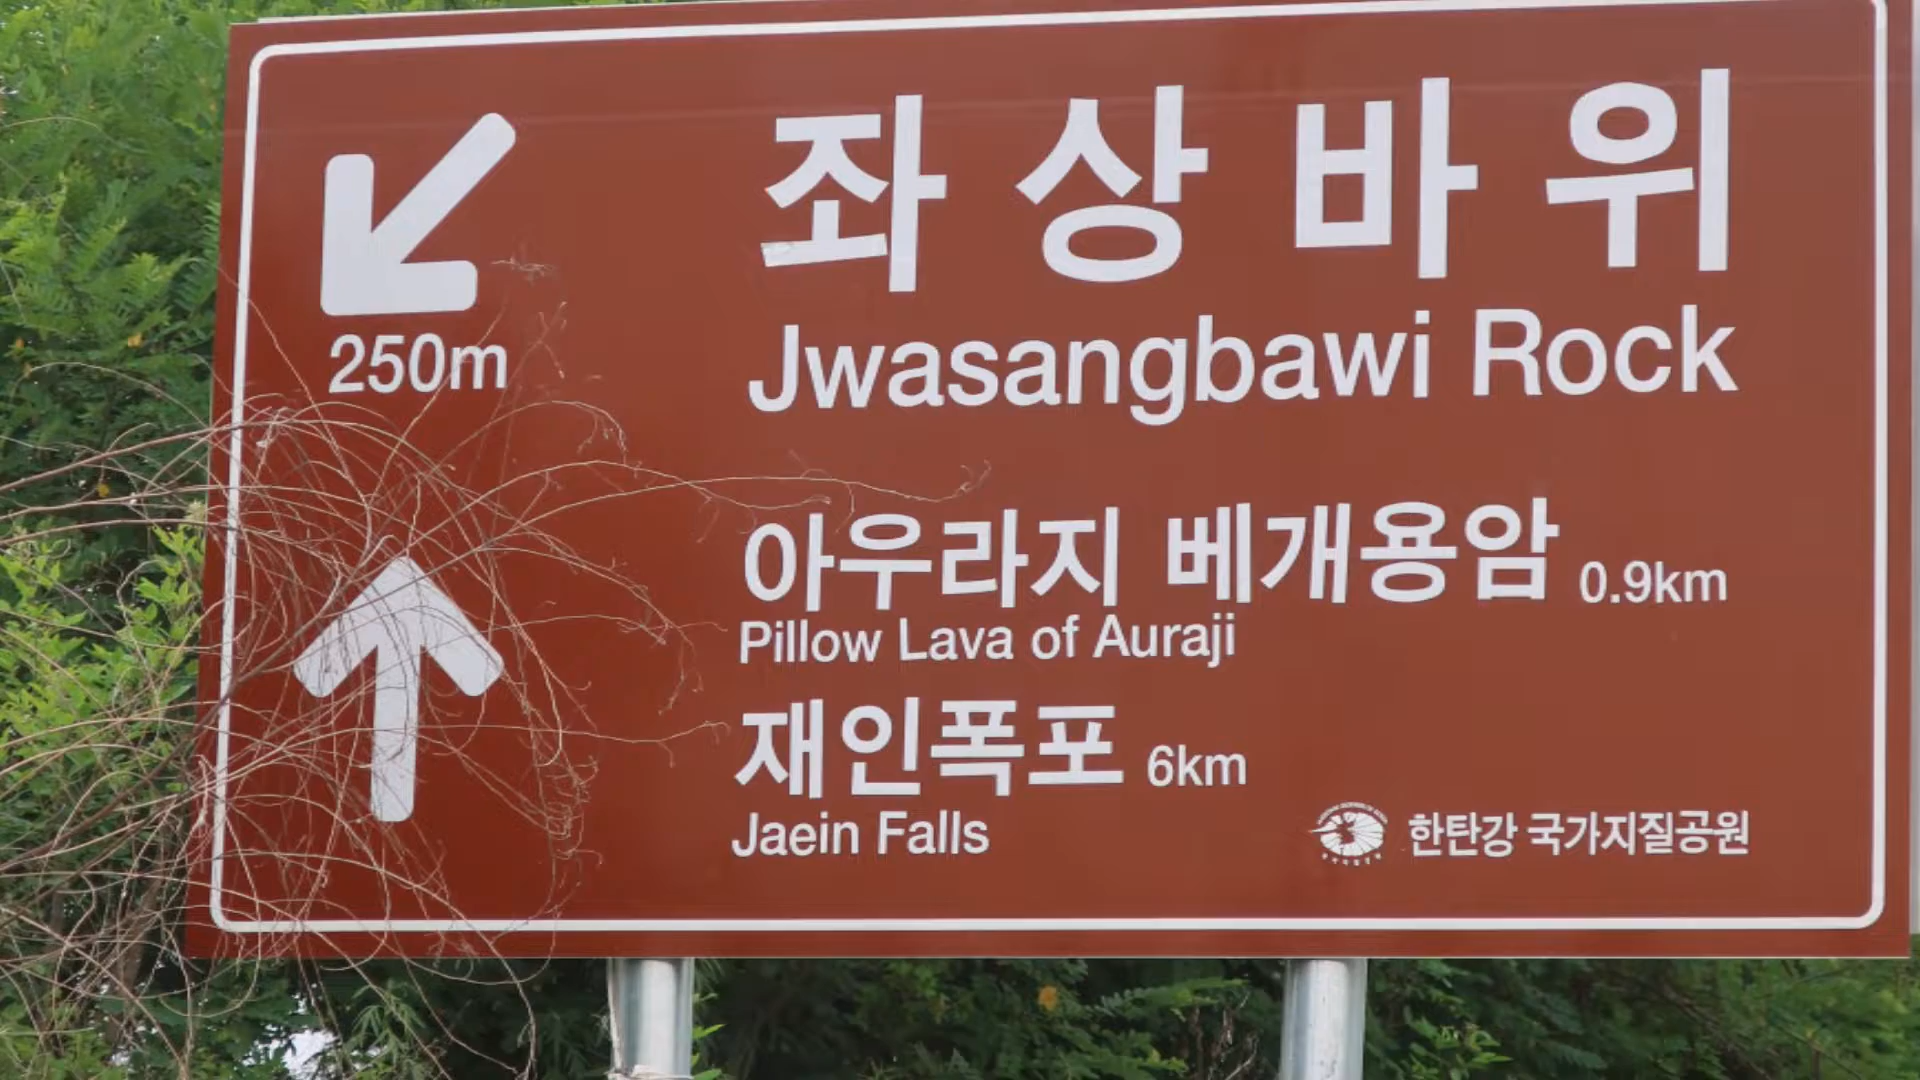 좌상바위
250m
Jwasangbawi Rock
아우라지 베개용암 0.9km
Pillow Lava of Auraji
재인폭포 6km
Jaein Falls
한탄강 국가지질공원